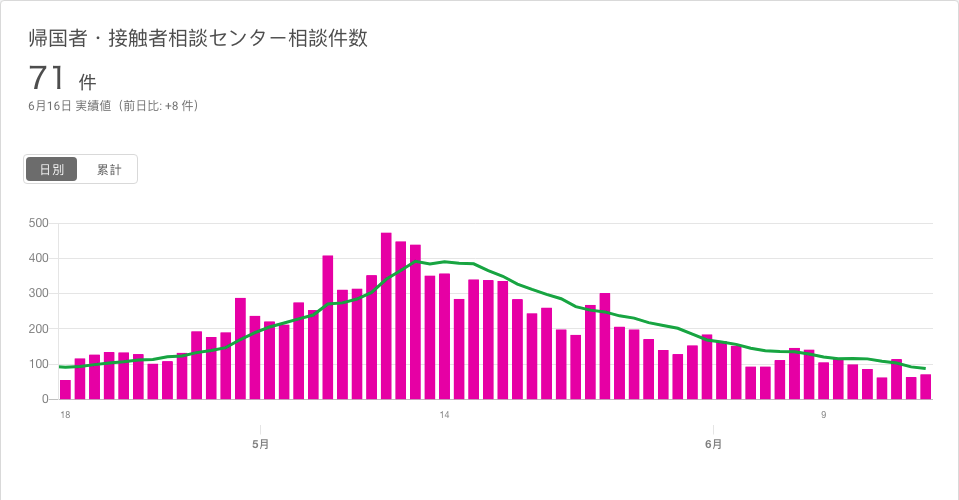 帰国者・接触者相談センター相談件数
71 件
6月16日 実績値（前日比: +8 件）
日別 累計
500
400
300
200
100
0
18 14 9
5月 6月